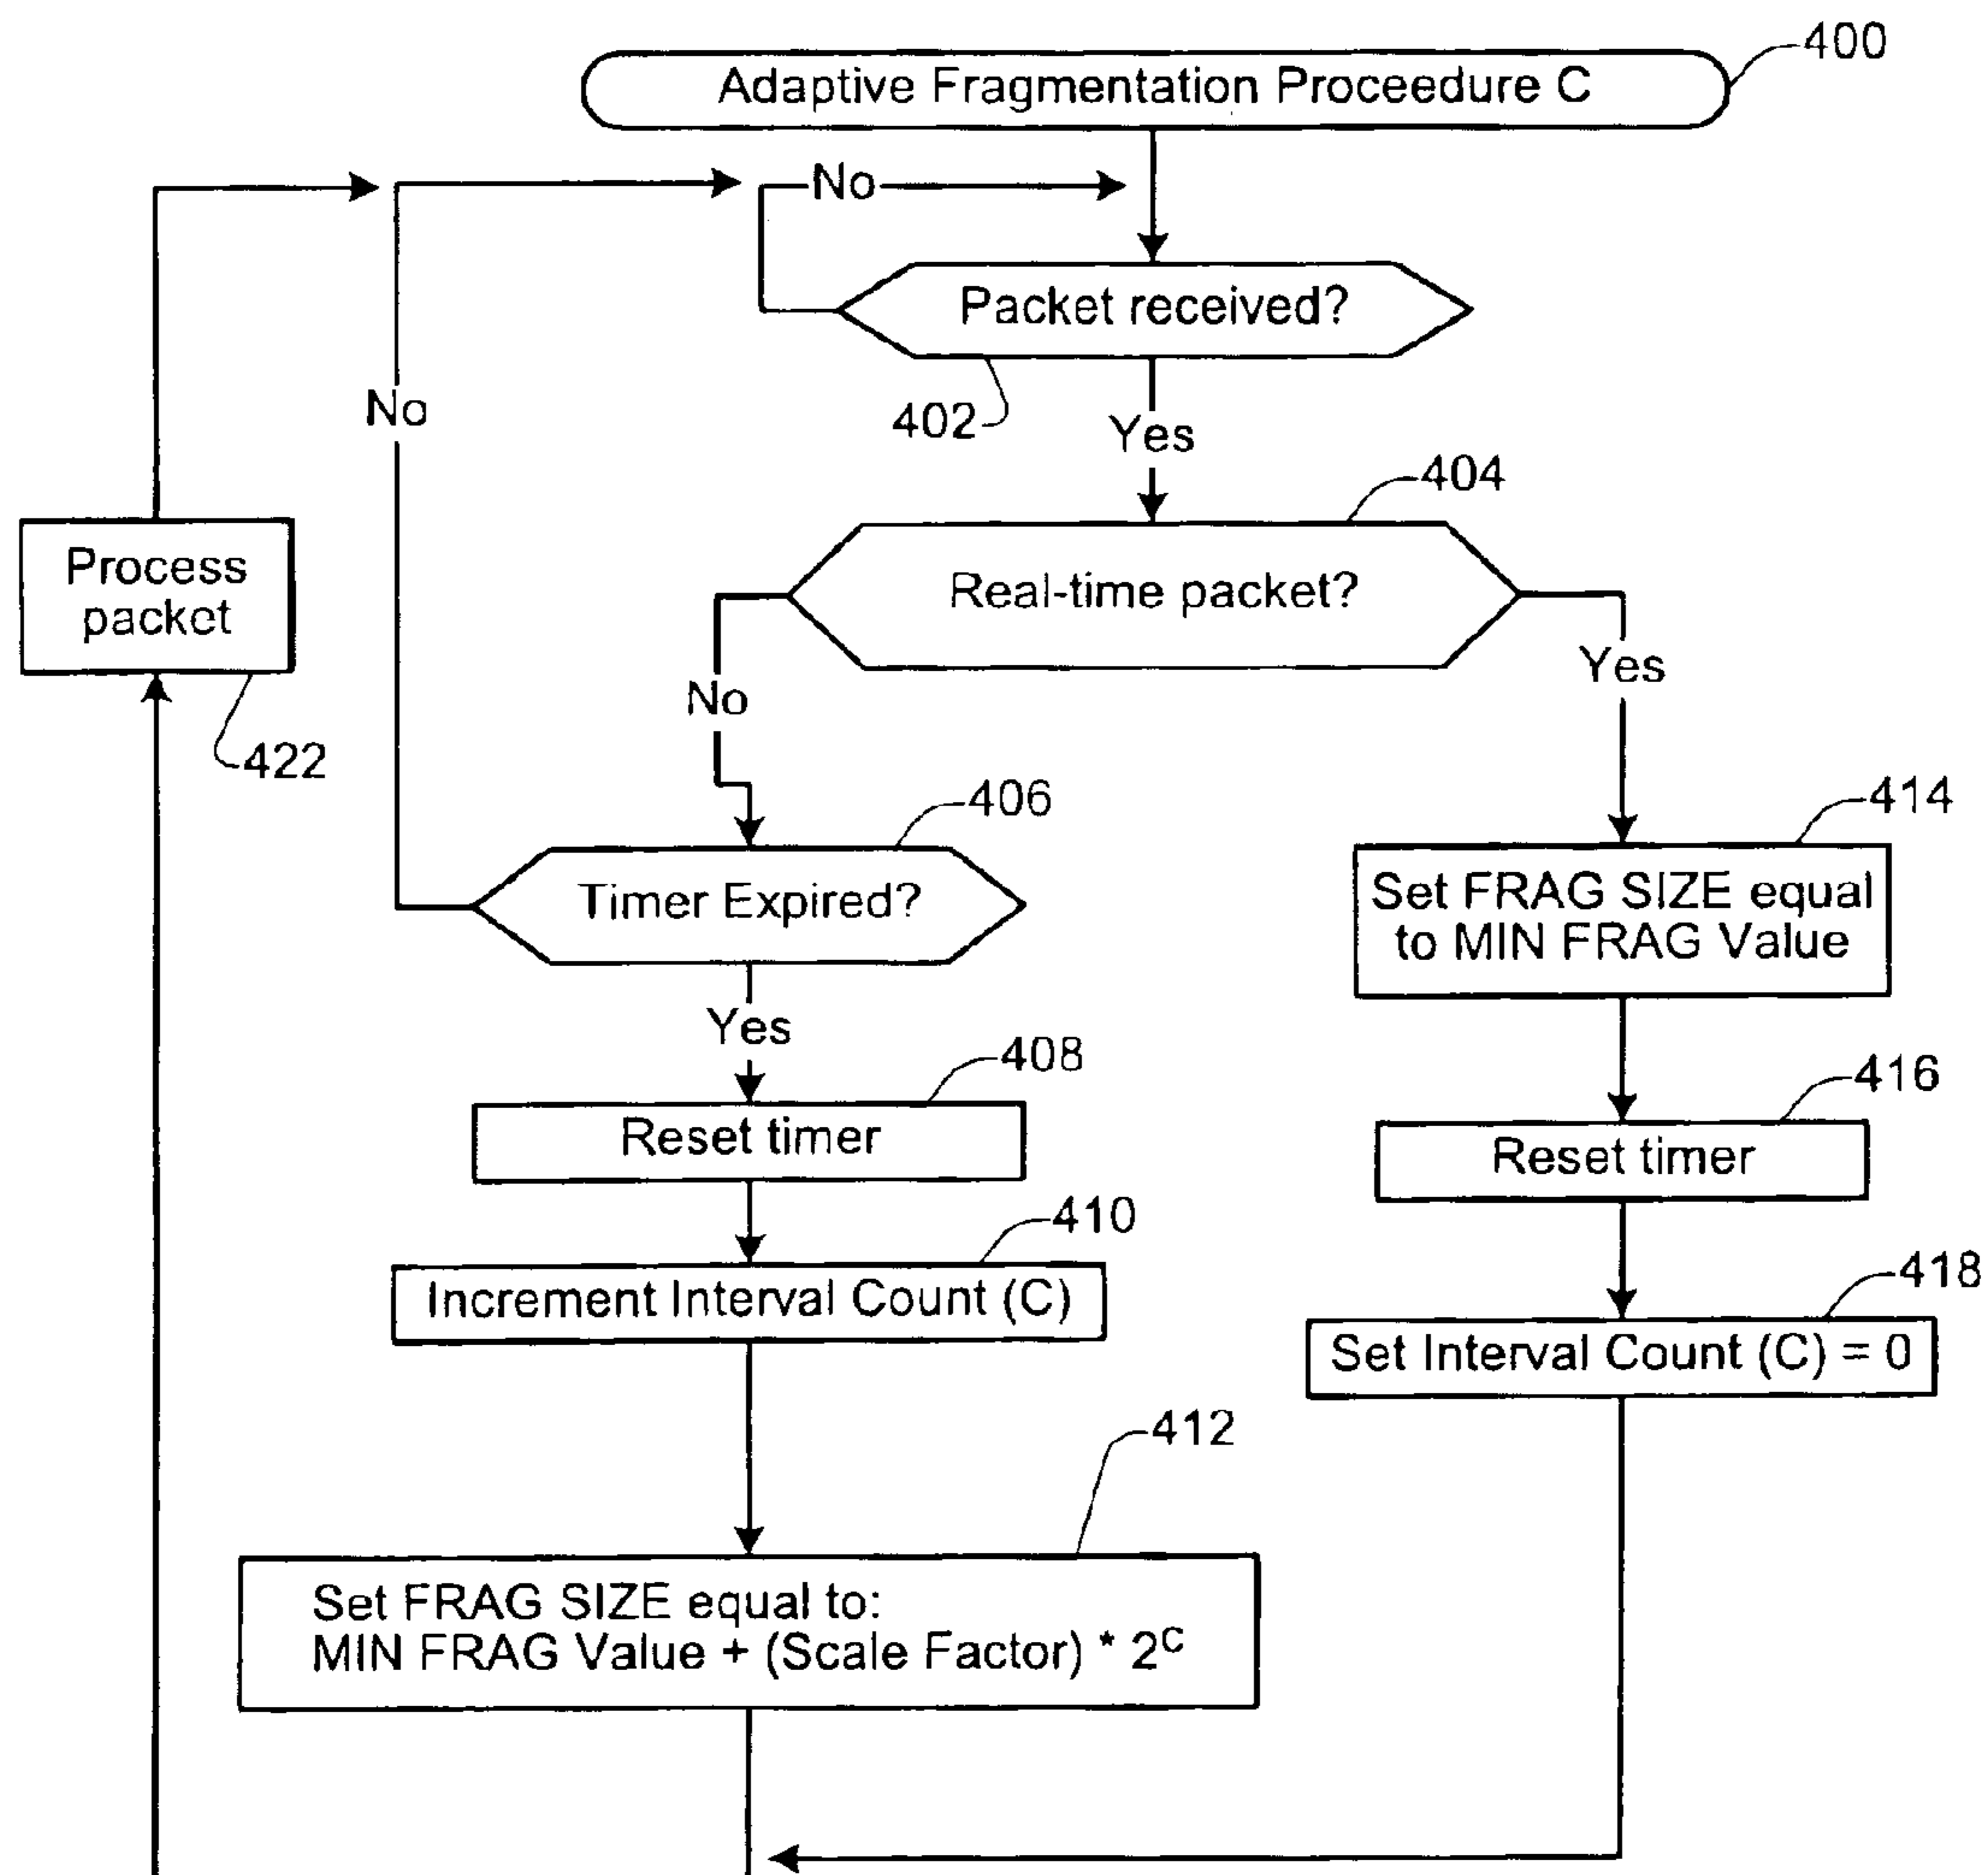 400
Adaptive Fragmentation Proceedure C
No
Packet received?
No
402
Yes
404
Process
packet
Real-time packet?
Yes
No
422
406
414
Timer Expired?
Set FRAG SIZE equal
to MIN FRAG Value
Yes
408
416
Reset timer
Reset timer
410
418
Increment Interval Count (C)
Set Interval Count (C) = 0
412
Set FRAG SIZE equal to:
MIN FRAG Value + (Scale Factor) * 2^C